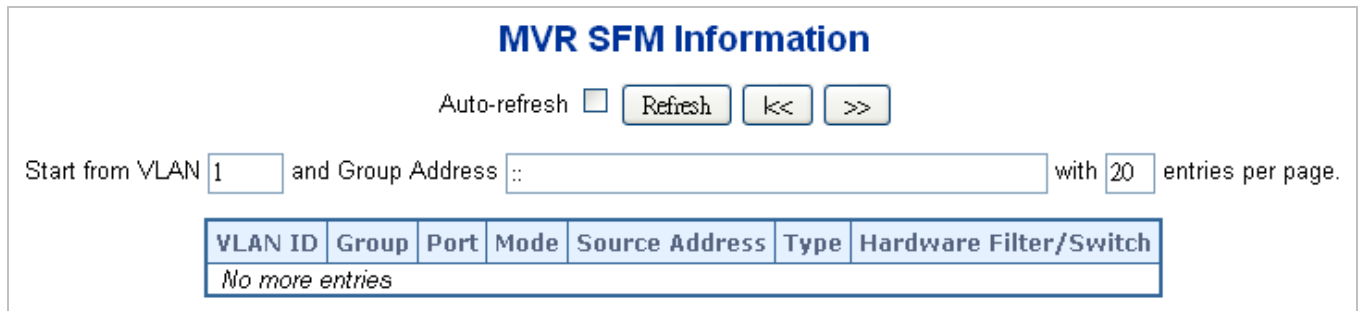 MVR SFM Information
Auto-refresh Refresh |<< >>
Start from VLAN 1 and Group Address :: with 20 entries per page.
VLAN ID Group Port Mode Source Address Type Hardware Filter/Switch
No more entries